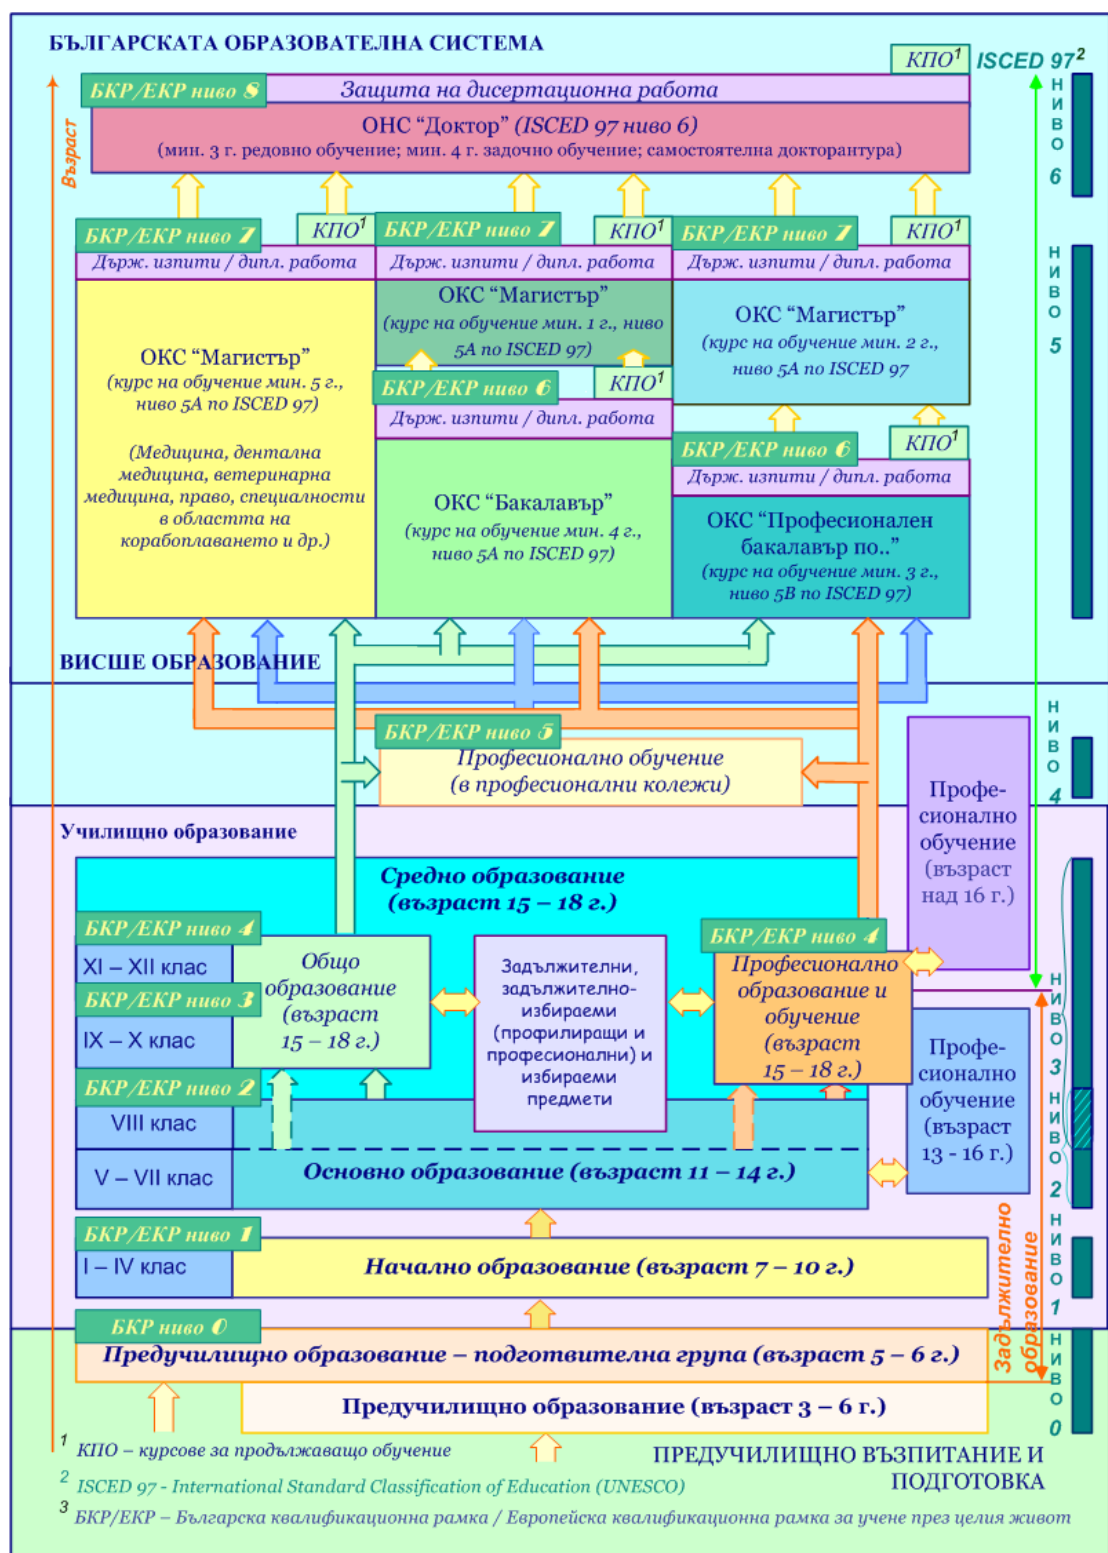 БЪЛГАРСКАТА ОБРАЗОВАТЕЛНА СИСТЕМА
КПО1
ISCED 972
Възраст
БКР/ЕКР ниво 8
Защита на дисертационна работа
ОНС “Доктор” (ISCED 97 ниво 6)
(мин. 3 г. редовно обучение; мин. 4 г. задочно обучение; самостоятелна докторантура)
НИВО 6
БКР/ЕКР ниво 7
КПО1
БКР/ЕКР ниво 7
КПО1
БКР/ЕКР ниво 7
КПО1
Държ. изпити / дипл. работа
Държ. изпити / дипл. работа
Държ. изпити / дипл. работа
НИВО 5
ОКС “Магистър”
(курс на обучение мин. 5 г.,
ниво 5А по ISCED 97)
(Медицина, дентална
медицина, ветеринарна
медицина, право, специалности
в областта на
корабоплаването и др.)
ОКС “Магистър”
(курс на обучение мин. 1 г., ниво
5А по ISCED 97)
БКР/ЕКР ниво 6
КПО1
Държ. изпити / дипл. работа
ОКС “Бакалавър”
(курс на обучение мин. 4 г.,
ниво 5А по ISCED 97)
ОКС “Магистър”
(курс на обучение мин. 2 г.,
ниво 5А по ISCED 97
БКР/ЕКР ниво 6
КПО1
Държ. изпити / дипл. работа
ОКС “Професионален
бакалавър по..”
(курс на обучение мин. 3 г.,
ниво 5В по ISCED 97)
ВИСШЕ ОБРАЗОВАНИЕ
БКР/ЕКР ниво 5
Професионално обучение
(в професионални колежи)
НИВО 4
Професионално
обучение
(възраст
над 16 г.)
Училищно образование
Средно образование
(възраст 15 – 18 г.)
БКР/ЕКР ниво 4
XI – XII клас
БКР/ЕКР ниво 3
IX – X клас
БКР/ЕКР ниво 2
VIII клас
V – VII клас
Общо
образование
(възраст
15 – 18 г.)
Задължителни,
задължително-
избираеми
(профилиращи и
професионални) и
избираеми
предмети
БКР/ЕКР ниво 4
Професионално
образование и
обучение
(възраст
15 – 18 г.)
НИВО 3
Профе-
сионално
обучение
(възраст
13 - 16 г.)
НИВО 2
Основно образование (възраст 11 – 14 г.)
БКР/ЕКР ниво 1
I – IV клас
Начално образование (възраст 7 – 10 г.)
НИВО 1
Задължително
образование
БКР ниво 0
Предучилищно образование – подготвителна група (възраст 5 – 6 г.)
Предучилищно образование (възраст 3 – 6 г.)
НИВО 0
1 КПО – курсове за продължаващо обучение
ПРЕДУЧИЛИЩНО ВЪЗПИТАНИЕ И
ПОДГОТОВКА
2 ISCED 97 - International Standard Classification of Education (UNESCO)
3 БКР/ЕКР – Българска квалификационна рамка / Европейска квалификационна рамка за учене през целия живот